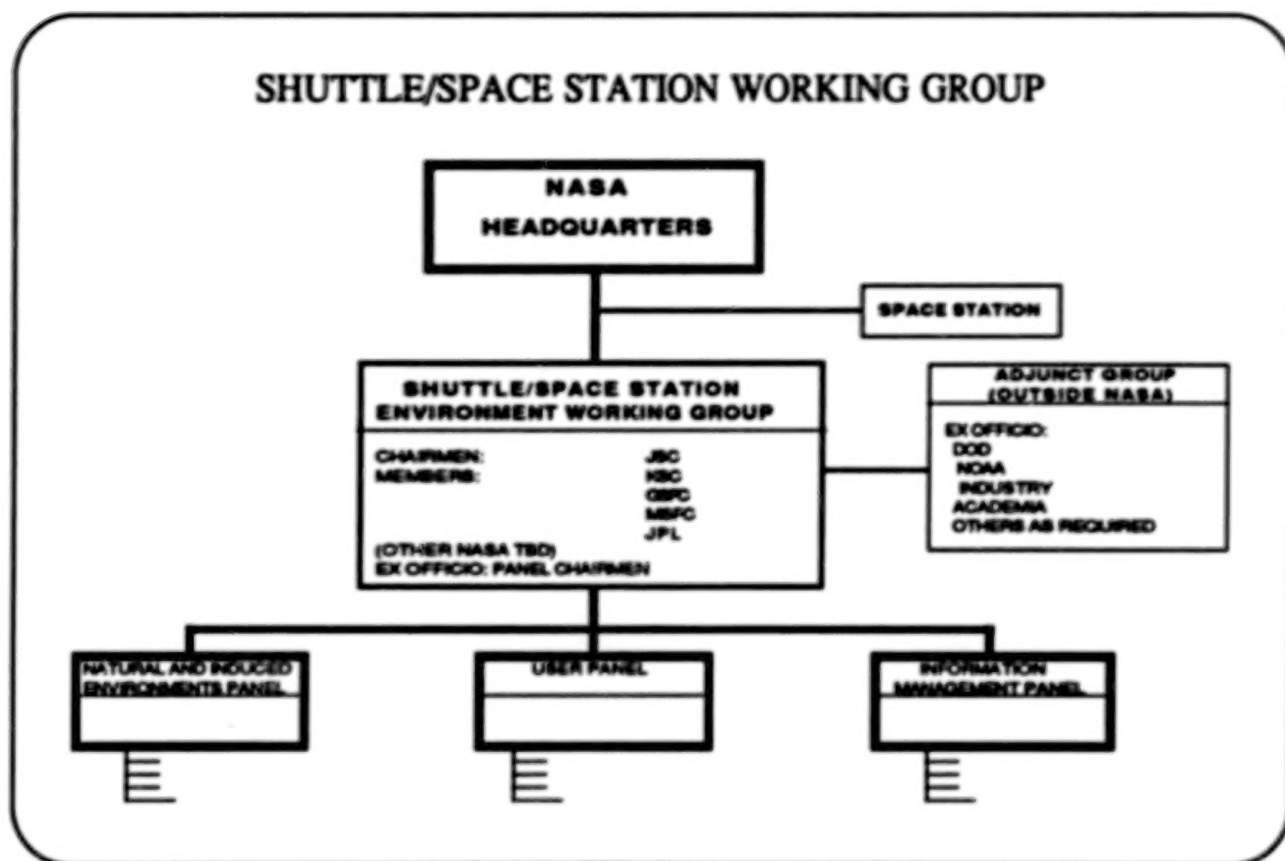 SHUTTLE/SPACE STATION WORKING GROUP
NASA
HEADQUARTERS
SPACE STATION
SHUTTLE/SPACE STATION
ENVIRONMENT WORKING GROUP
CHAIRMEN: JSC
MEMBERS: KSC
GSFC
MSFC
JPL
(OTHER NASA TBD)
EX OFFICIO: PANEL CHAIRMEN
ADJUNCT GROUP
(OUTSIDE NASA)
EX OFFICIO:
DOD
NOAA
INDUSTRY
ACADEMIA
OTHERS AS REQUIRED
NATURAL AND INDUCED
ENVIRONMENTS PANEL
USER PANEL
INFORMATION
MANAGEMENT PANEL